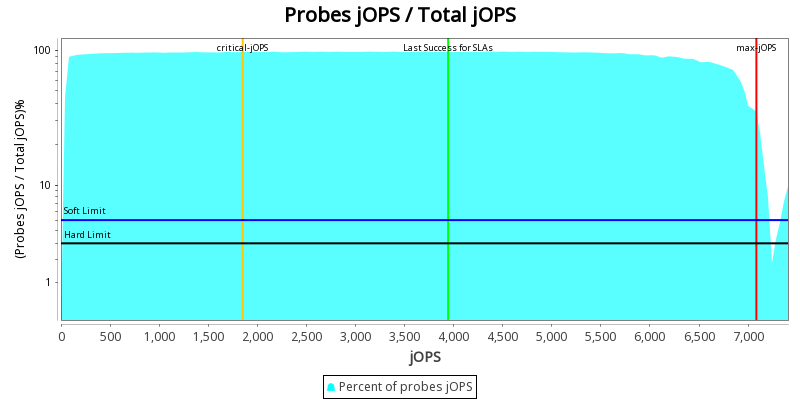 Probes jOPS / Total jOPS
(Probes jOPS / Total jOPS)%
100
10
1
critical-jOPS
Last Success for SLAs
max-jOPS
Soft Limit
Hard Limit
0 500 1,000 1,500 2,000 2,500 3,000 3,500 4,000 4,500 5,000 5,500 6,000 6,500 7,000
jOPS
Percent of probes jOPS